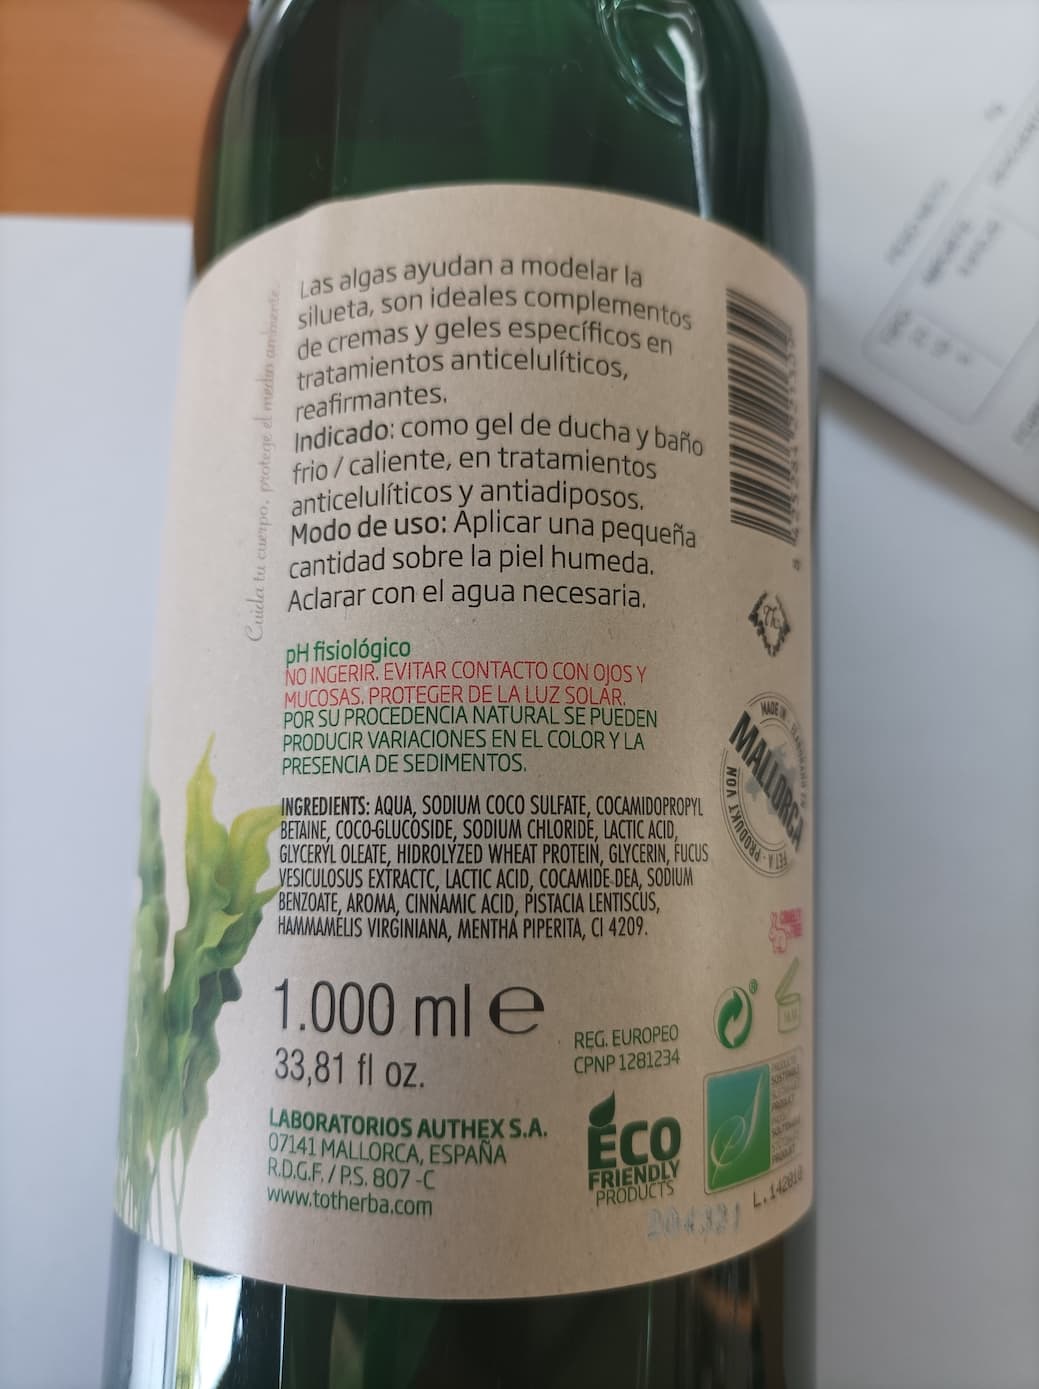 Cuida tu cuerpo, protege el medio ambiente.
Las algas ayudan a modelar la
silueta, son ideales complementos
de cremas y geles específicos en
tratamientos anticelulíticos,
reafirmantes.
Indicado: como gel de ducha y baño
frio / caliente, en tratamientos
anticelulíticos y antiadiposos.
Modo de uso: Aplicar una pequeña
cantidad sobre la piel humeda.
Aclarar con el agua necesaria.
pH fisiológico
NO INGERIR. EVITAR CONTACTO CON OJOS Y
MUCOSAS. PROTEGER DE LA LUZ SOLAR.
POR SU PROCEDENCIA NATURAL SE PUEDEN
PRODUCIR VARIACIONES EN EL COLOR Y LA
PRESENCIA DE SEDIMENTOS.
INGREDIENTS: AQUA, SODIUM COCO SULFATE, COCAMIDOPROPYL
BETAINE, COCO-GLUCOSIDE, SODIUM CHLORIDE, LACTIC ACID,
GLYCERYL OLEATE, HIDROLYZED WHEAT PROTEIN, GLYCERIN, FUCUS
VESICULOSUS EXTRACTC, LACTIC ACID, COCAMIDE-DEA, SODIUM
BENZOATE, AROMA, CINNAMIC ACID, PISTACIA LENTISCUS,
HAMMAMELIS VIRGINIANA, MENTHA PIPERITA, CI 4209.
1.000 ml e
33,81 fl oz.
REG. EUROPEO
CPNP 1281234
LABORATORIOS AUTHEX S.A.
07141 MALLORCA, ESPAÑA
R.D.G.F. / P.S. 807 -C
www.totherba.com
ECO
FRIENDLY
PRODUCTS
MADE IN
MALLORCA
PRODUKT VON
FET A
CRUELTY
FREE